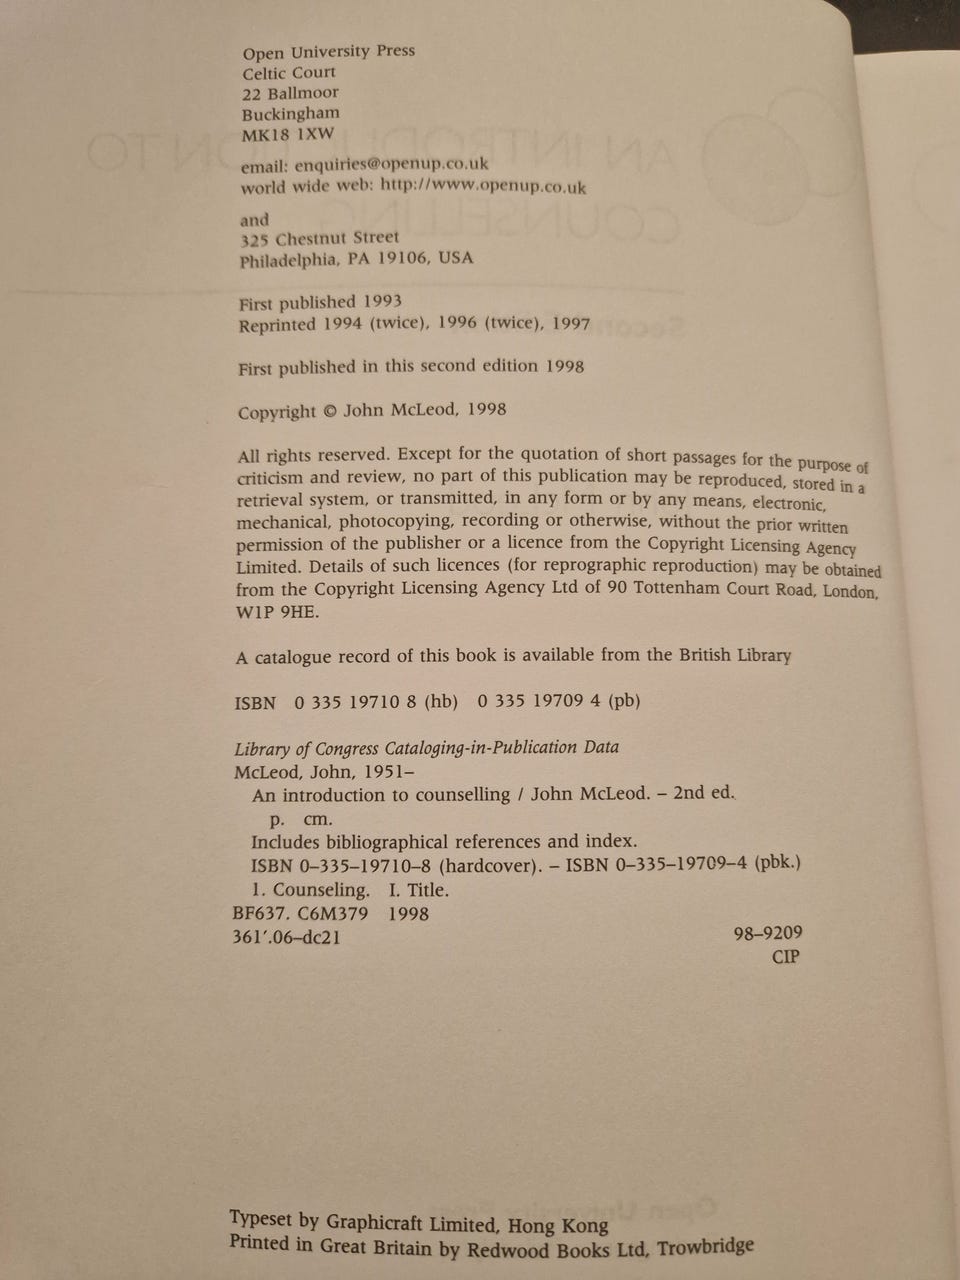 Open University Press
Celtic Court
22 Ballmoor
Buckingham
MK18 1XW
email: enquiries@openup.co.uk
world wide web: http://www.openup.co.uk
and
325 Chestnut Street
Philadelphia, PA 19106, USA
First published 1993
Reprinted 1994 (twice), 1996 (twice), 1997
First published in this second edition 1998
Copyright © John McLeod, 1998
All rights reserved. Except for the quotation of short passages for the purpose of
criticism and review, no part of this publication may be reproduced, stored in a
retrieval system, or transmitted, in any form or by any means, electronic,
mechanical, photocopying, recording or otherwise, without the prior written
permission of the publisher or a licence from the Copyright Licensing Agency
Limited. Details of such licences (for reprographic reproduction) may be obtained
from the Copyright Licensing Agency Ltd of 90 Tottenham Court Road, London,
W1P 9HE.
A catalogue record of this book is available from the British Library
ISBN 0 335 19710 8 (hb) 0 335 19709 4 (pb)
Library of Congress Cataloging-in-Publication Data
McLeod, John, 1951–
An introduction to counselling / John McLeod. – 2nd ed.
p. cm.
Includes bibliographical references and index.
ISBN 0–335–19710–8 (hardcover). – ISBN 0–335–19709–4 (pbk.)
1. Counseling. I. Title.
BF637. C6M379 1998
361′.06–dc21
98–9209
CIP
Typeset by Graphicraft Limited, Hong Kong
Printed in Great Britain by Redwood Books Ltd, Trowbridge